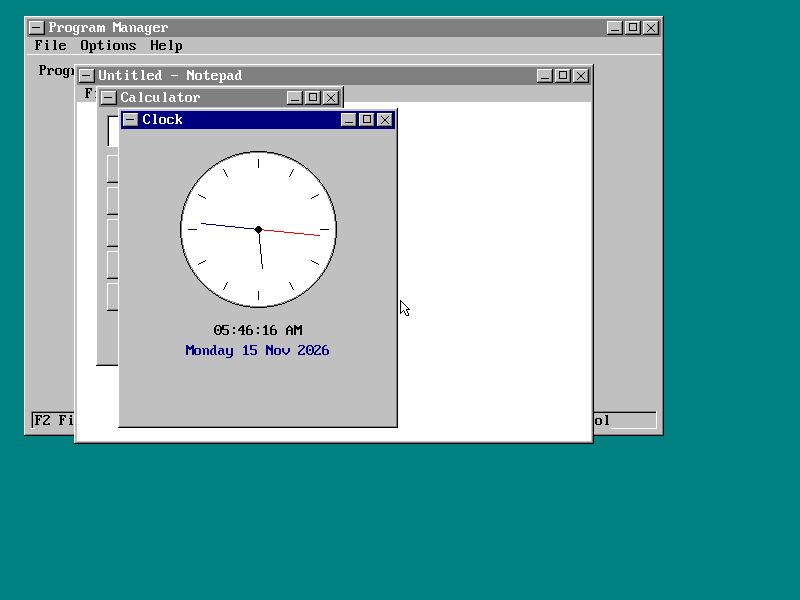 Program Manager
File Options Help
Untitled - Notepad
Calculator
Clock
05:46:16 AM
Monday 15 Nov 2026
F2